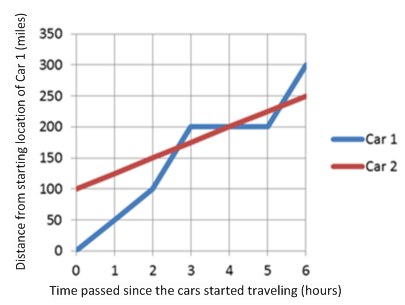 Distance from starting location of Car 1 (miles)
350
300
250
200
150
100
50
0
0 1 2 3 4 5 6
Time passed since the cars started traveling (hours)
Car 1
Car 2